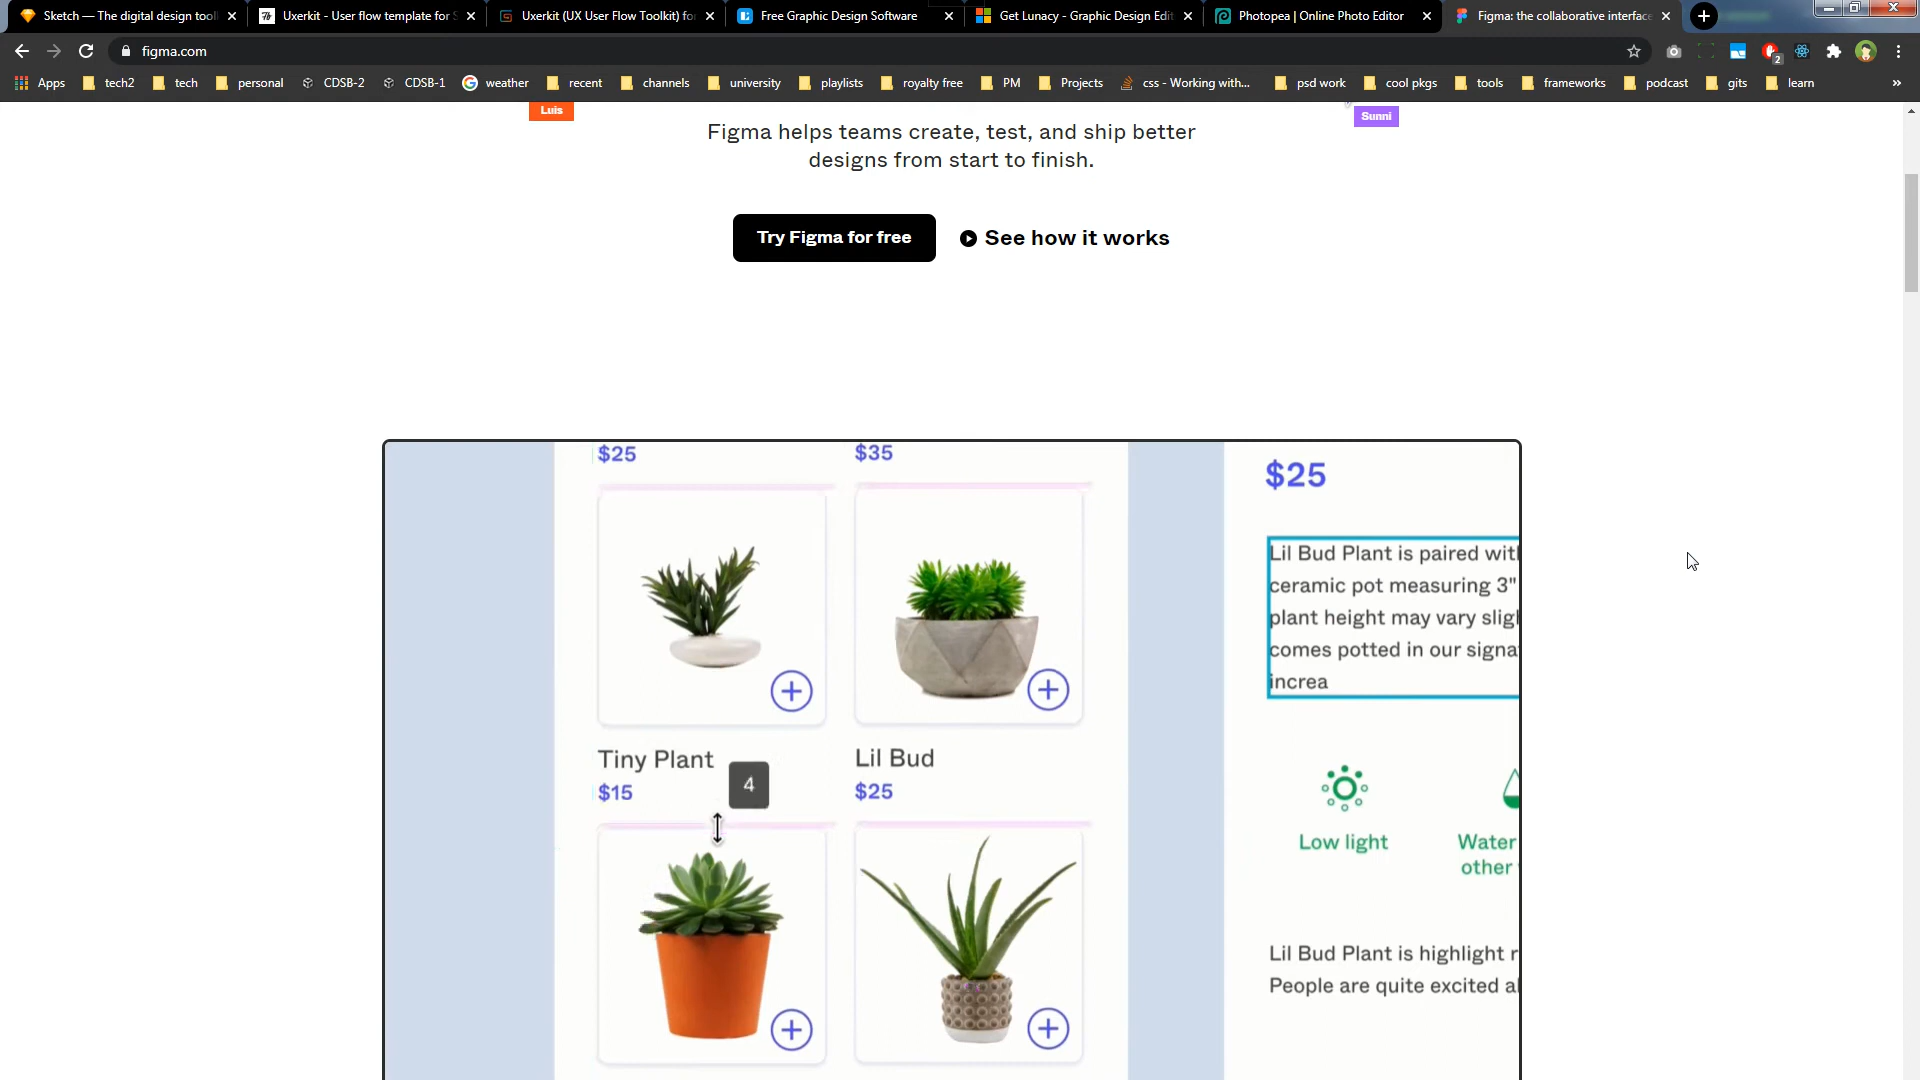 Sketch — The digital design tool
Uxerkit - User flow template for S
Uxerkit (UX User Flow Toolkit) fo
Free Graphic Design Software
Get Lunacy - Graphic Design Edit
Photopea | Online Photo Editor
Figma: the collaborative interface
figma.com
2
Apps
tech2
tech
personal
CDSB-2
CDSB-1
weather
recent
channels
university
playlists
royalty free
PM
Projects
css - Working with...
psd work
cool pkgs
tools
frameworks
podcast
gits
learn
»
Luis
Sunni
Figma helps teams create, test, and ship better
designs from start to finish.
Try Figma for free
See how it works
$25
$35
Tiny Plant
$15
4
Lil Bud
$25
$25
Lil Bud Plant is paired with
ceramic pot measuring 3"
plant height may vary sligh
comes potted in our signa
increa
Low light
Water
other
Lil Bud Plant is highlight r
People are quite excited a